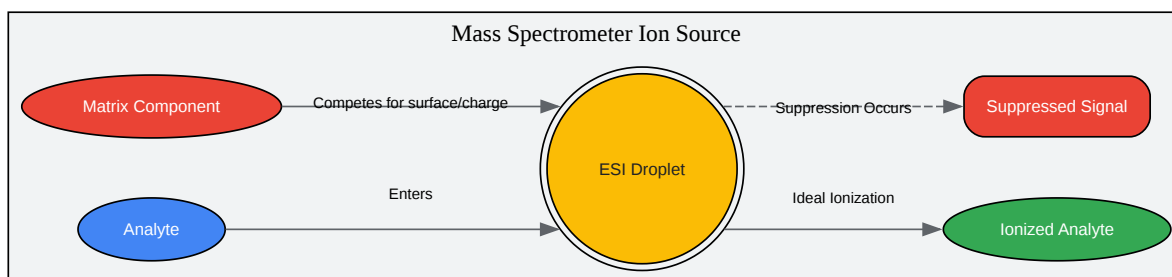 Mass Spectrometer Ion Source
Matrix Component
Competes for surface/charge
Suppression Occurs
Suppressed Signal
ESI Droplet
Analyte
Enters
Ideal Ionization
Ionized Analyte